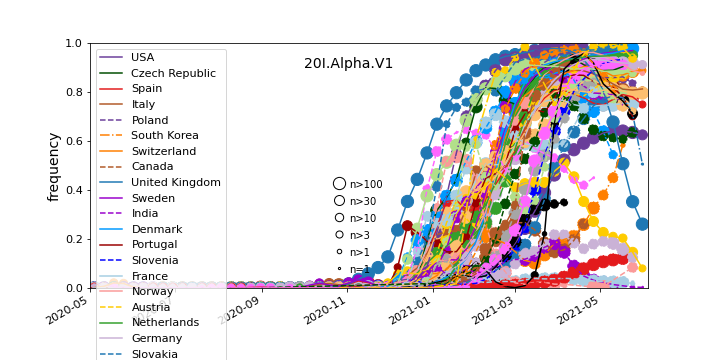 20I.Alpha.V1
frequency
1.0
0.8
0.6
0.4
0.2
0.0
USA
Czech Republic
Spain
Italy
Poland
South Korea
Switzerland
Canada
United Kingdom
Sweden
India
Denmark
Portugal
Slovenia
France
Norway
Austria
Netherlands
Germany
Slovakia
n>100
n>30
n>10
n>3
n>1
n=1
2020-05
2020-09
2020-11
2021-01
2021-03
2021-05